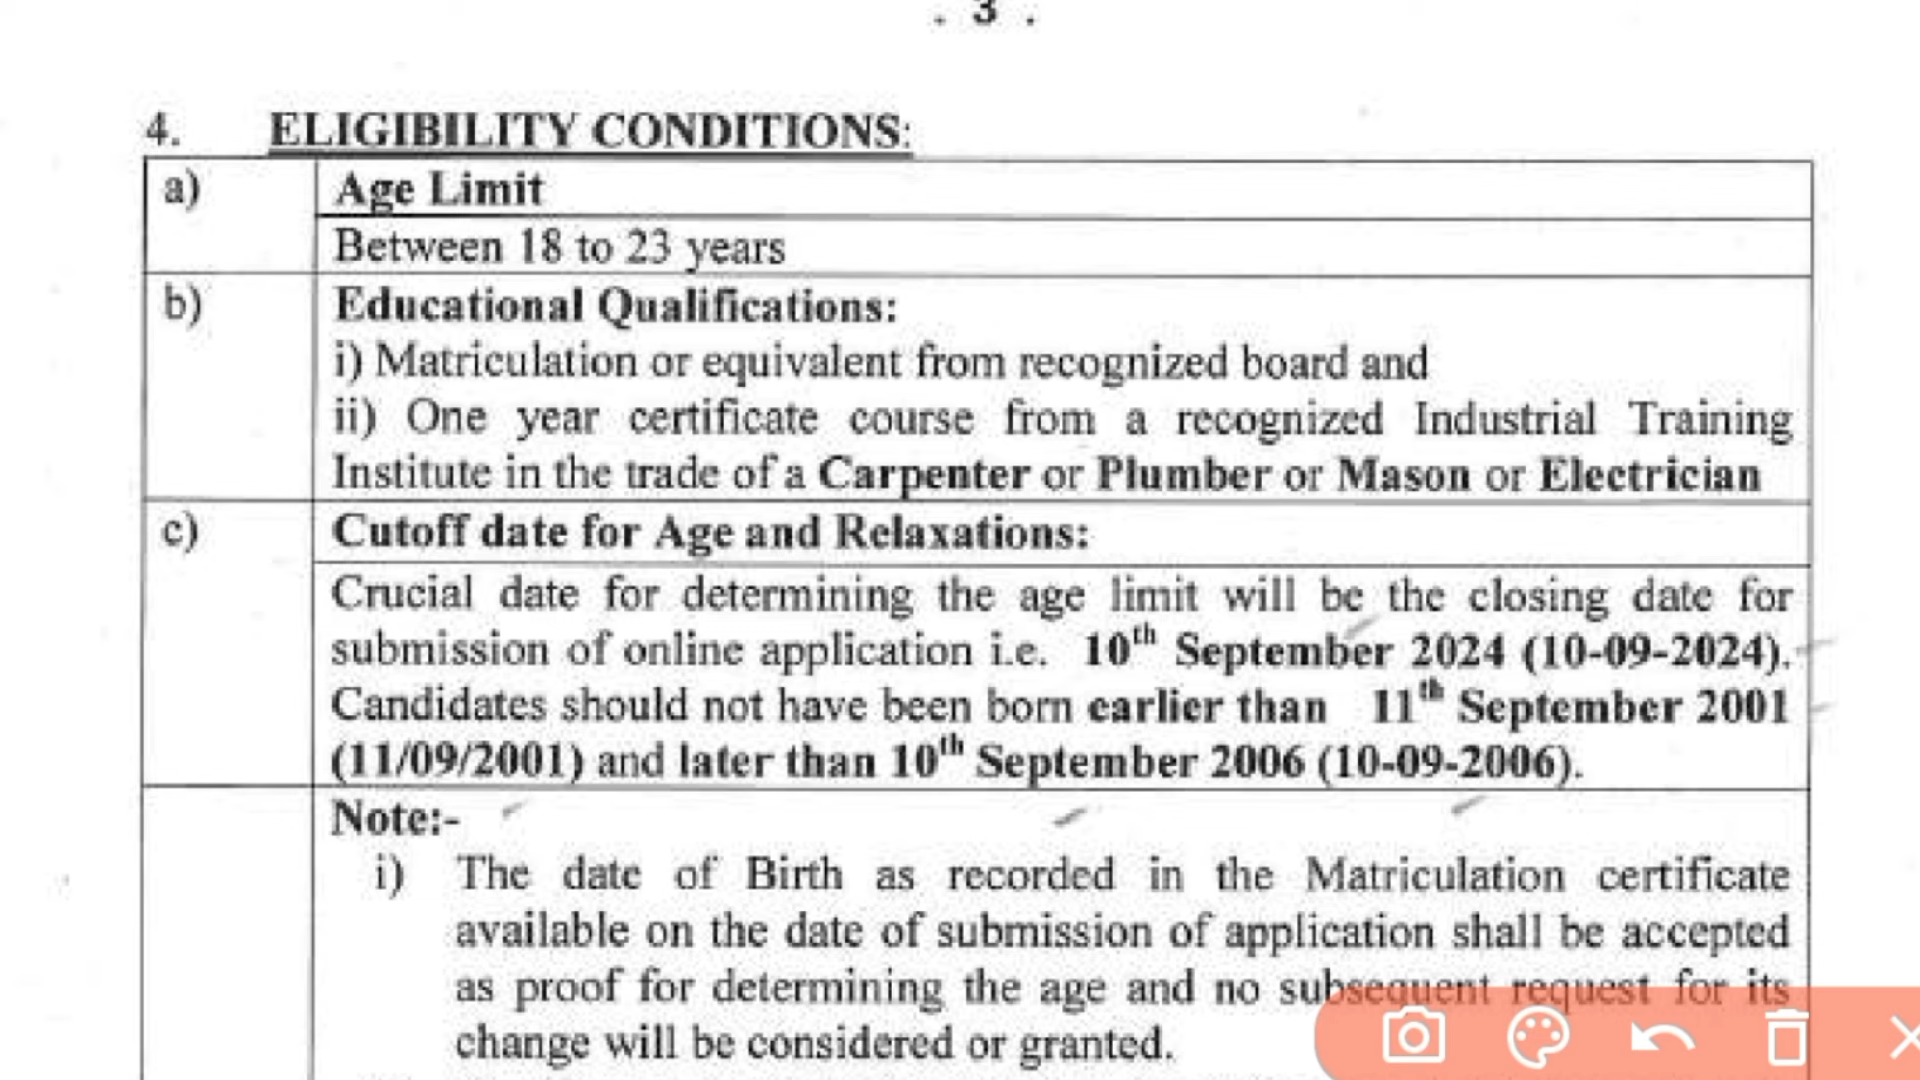 . 3 .
4. ELIGIBILITY CONDITIONS:
a) Age Limit
Between 18 to 23 years
b) Educational Qualifications:
i) Matriculation or equivalent from recognized board and
ii) One year certificate course from a recognized Industrial Training
Institute in the trade of a Carpenter or Plumber or Mason or Electrician
c) Cutoff date for Age and Relaxations:
Crucial date for determining the age limit will be the closing date for
submission of online application i.e. 10th September 2024 (10-09-2024).
Candidates should not have been born earlier than 11th September 2001
(11/09/2001) and later than 10th September 2006 (10-09-2006).
Note:-
i) The date of Birth as recorded in the Matriculation certificate
available on the date of submission of application shall be accepted
as proof for determining the age and no subsequent request for its
change will be considered or granted.